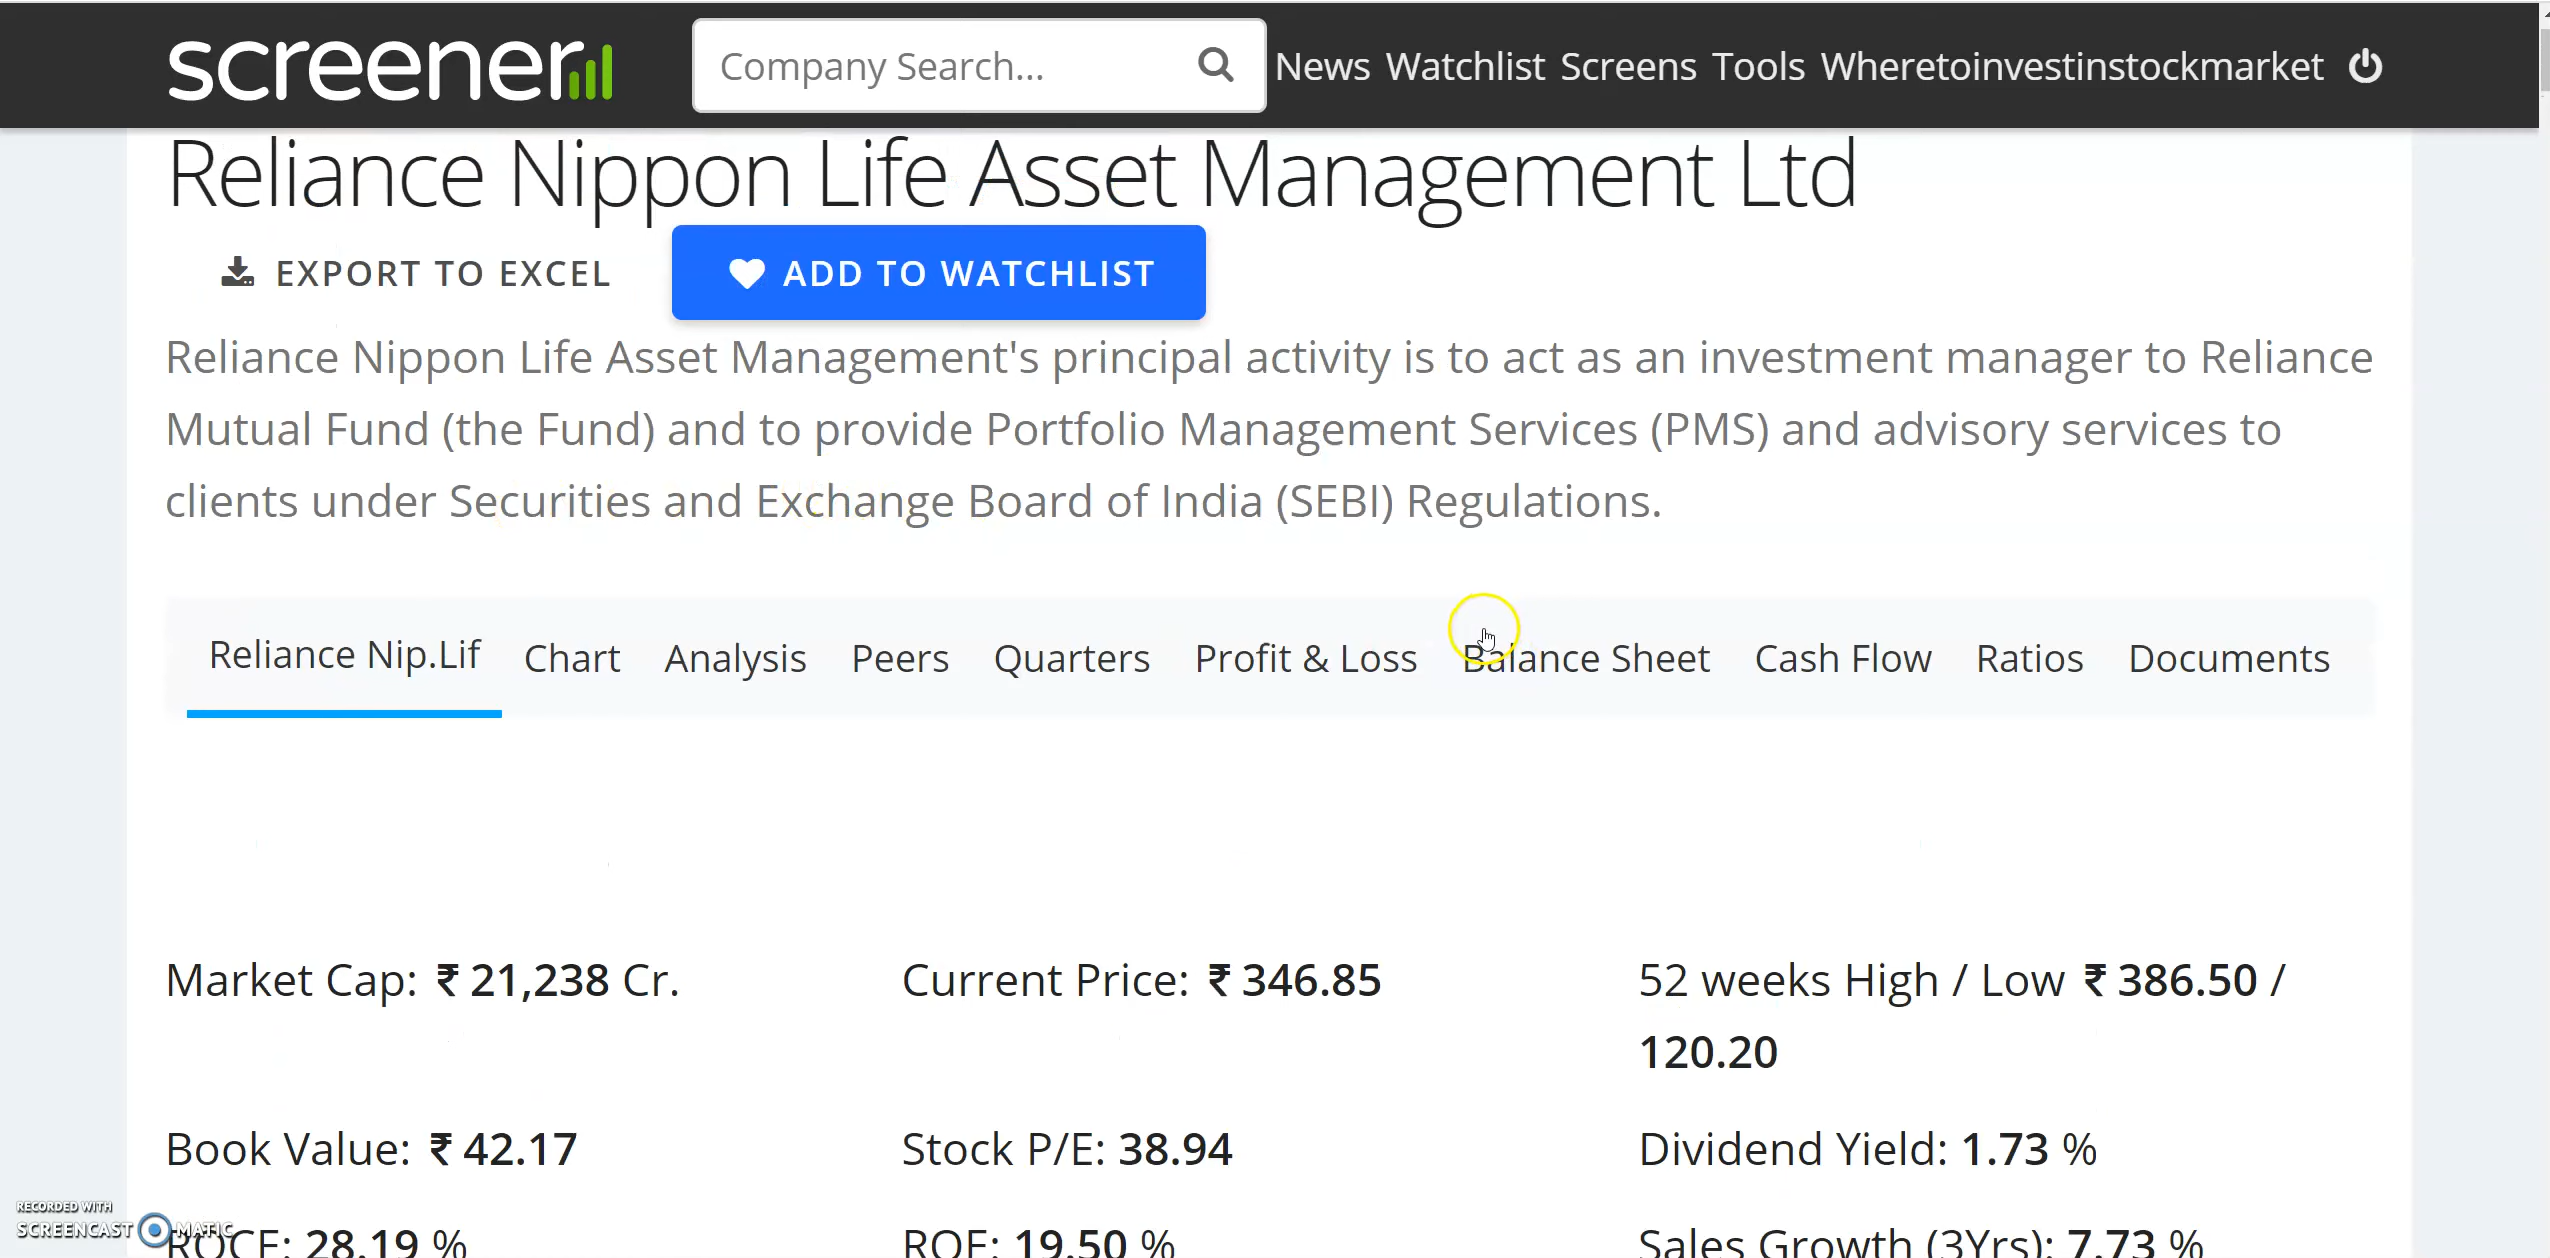 screener
Company Search...
News Watchlist Screens Tools Wheretoinvestinstockmarket
Reliance Nippon Life Asset Management Ltd
EXPORT TO EXCEL
ADD TO WATCHLIST
Reliance Nippon Life Asset Management's principal activity is to act as an investment manager to Reliance
Mutual Fund (the Fund) and to provide Portfolio Management Services (PMS) and advisory services to
clients under Securities and Exchange Board of India (SEBI) Regulations.
Reliance Nip.Lif Chart Analysis Peers Quarters Profit & Loss Balance Sheet Cash Flow Ratios Documents
Market Cap: ₹ 21,238 Cr.
Current Price: ₹ 346.85
52 weeks High / Low ₹ 386.50 /
120.20
Book Value: ₹ 42.17
Stock P/E: 38.94
Dividend Yield: 1.73 %
ROCE: 28.19 %
ROE: 19.50 %
Sales Growth (3Yrs): 7.73 %
RECORDED WITH
SCREENCAST MATIC